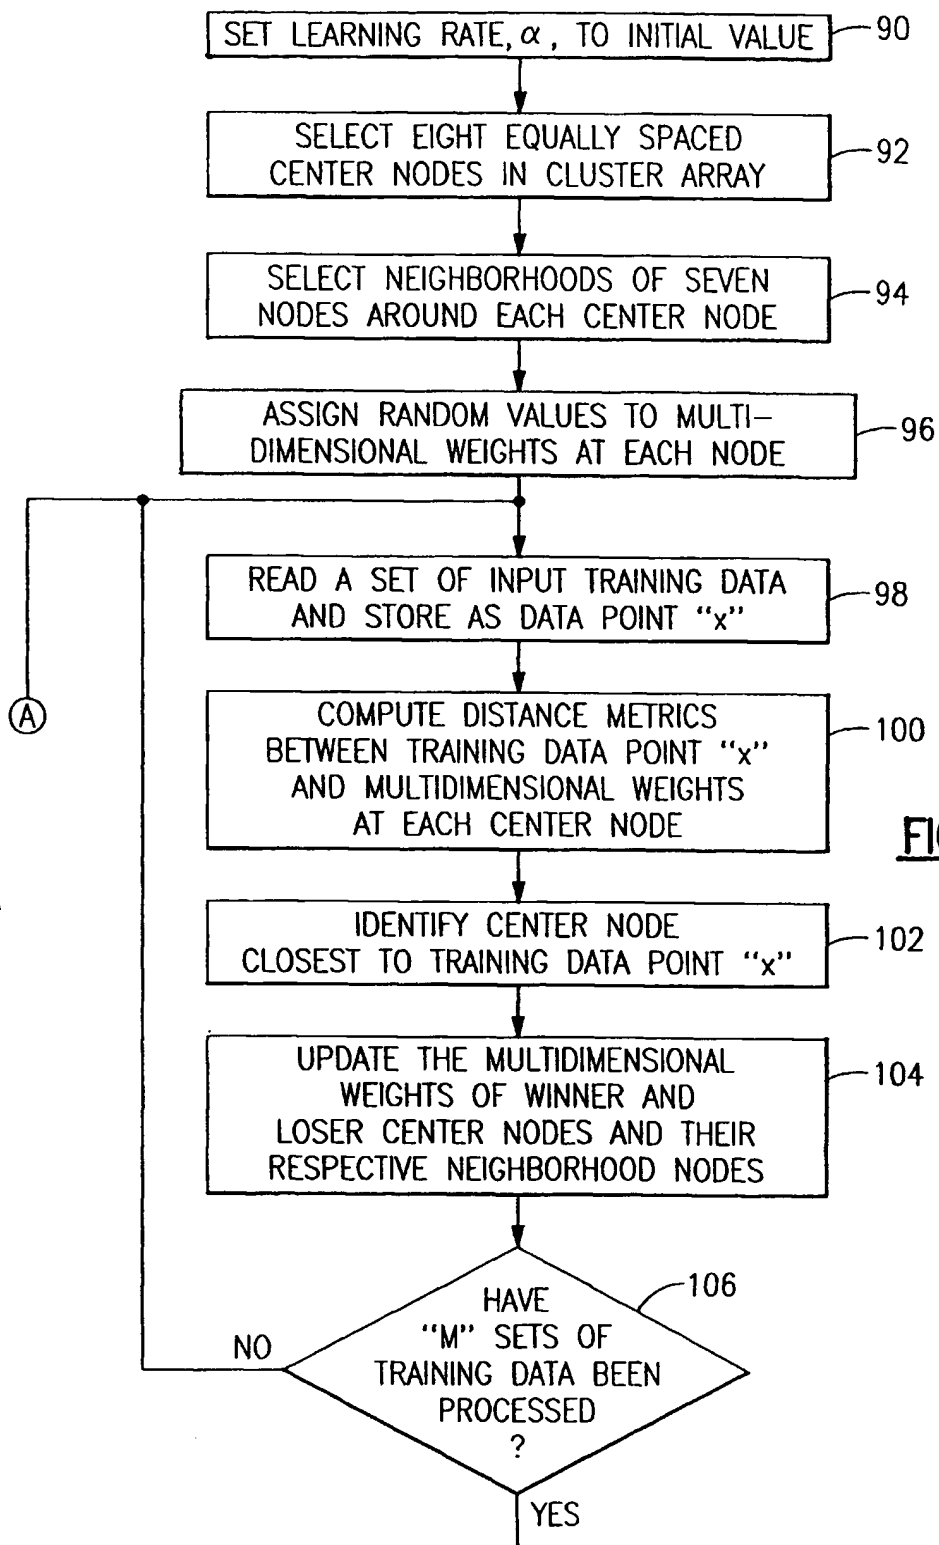 SET LEARNING RATE, α, TO INITIAL VALUE
90
SELECT EIGHT EQUALLY SPACED
CENTER NODES IN CLUSTER ARRAY
92
SELECT NEIGHBORHOODS OF SEVEN
NODES AROUND EACH CENTER NODE
94
ASSIGN RANDOM VALUES TO MULTI-
DIMENSIONAL WEIGHTS AT EACH NODE
96
READ A SET OF INPUT TRAINING DATA
AND STORE AS DATA POINT “x”
98
A
COMPUTE DISTANCE METRICS
BETWEEN TRAINING DATA POINT “x”
AND MULTIDIMENSIONAL WEIGHTS
AT EACH CENTER NODE
100
IDENTIFY CENTER NODE
CLOSEST TO TRAINING DATA POINT “x”
102
UPDATE THE MULTIDIMENSIONAL
WEIGHTS OF WINNER AND
LOSER CENTER NODES AND THEIR
RESPECTIVE NEIGHBORHOOD NODES
104
HAVE
“M” SETS OF
TRAINING DATA BEEN
PROCESSED
?
106
NO
YES